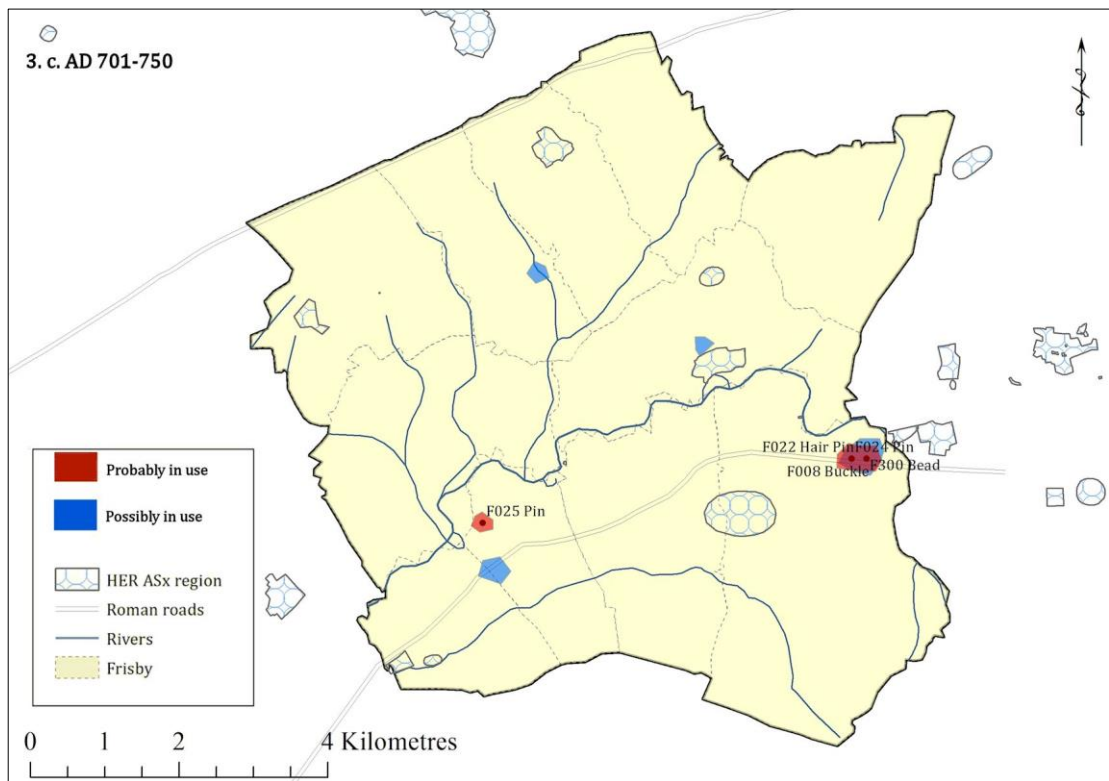 3. c. AD 701-750
F022 Hair Pin F024 Pin
F008 Buckle F300 Bead
F025 Pin
Probably in use
Possibly in use
HER ASx region
Roman roads
Rivers
Frisby
0 1 2 4 Kilometres